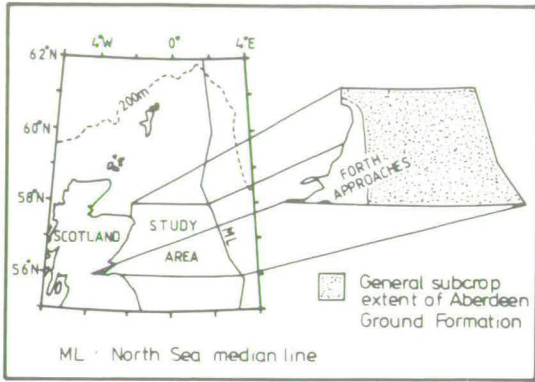 4°W 0° 4°E
62°N
200m
60°N
58°N
56°N
SCOTLAND
STUDY
AREA
ML
FORTH
APPROACHES
General subcrop
extent of Aberdeen
Ground Formation
ML · North Sea median line